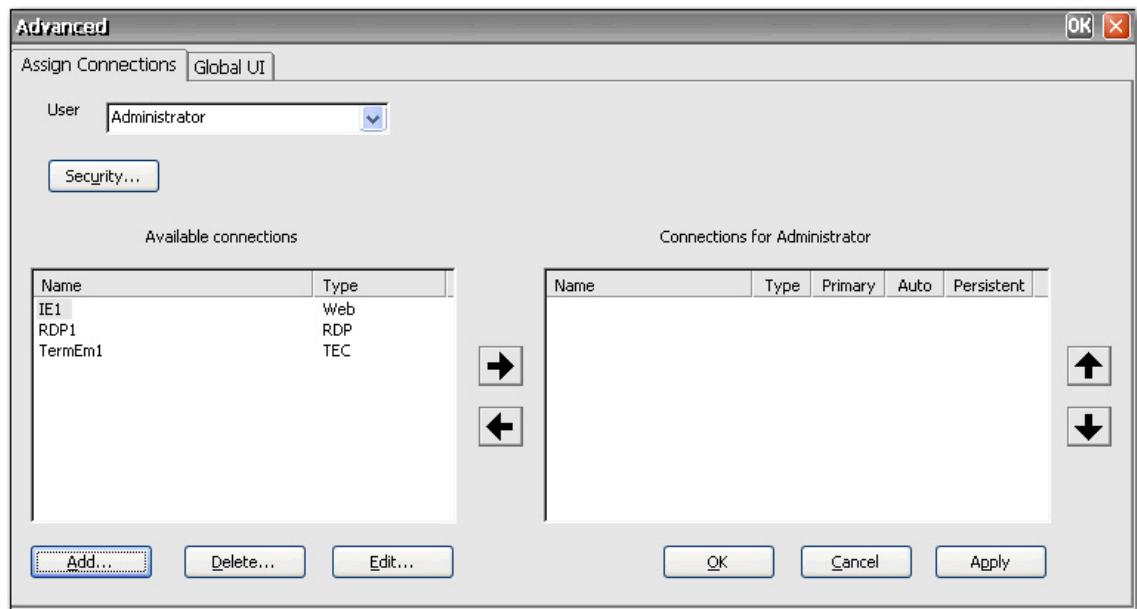 Advanced OK
Assign Connections Global UI
User Administrator
Security...
Available connections Connections for Administrator
Name Type Name Type Primary Auto Persistent
IE1 Web
RDP1 RDP
TermEm1 TEC
Add... Delete... Edit... OK Cancel Apply